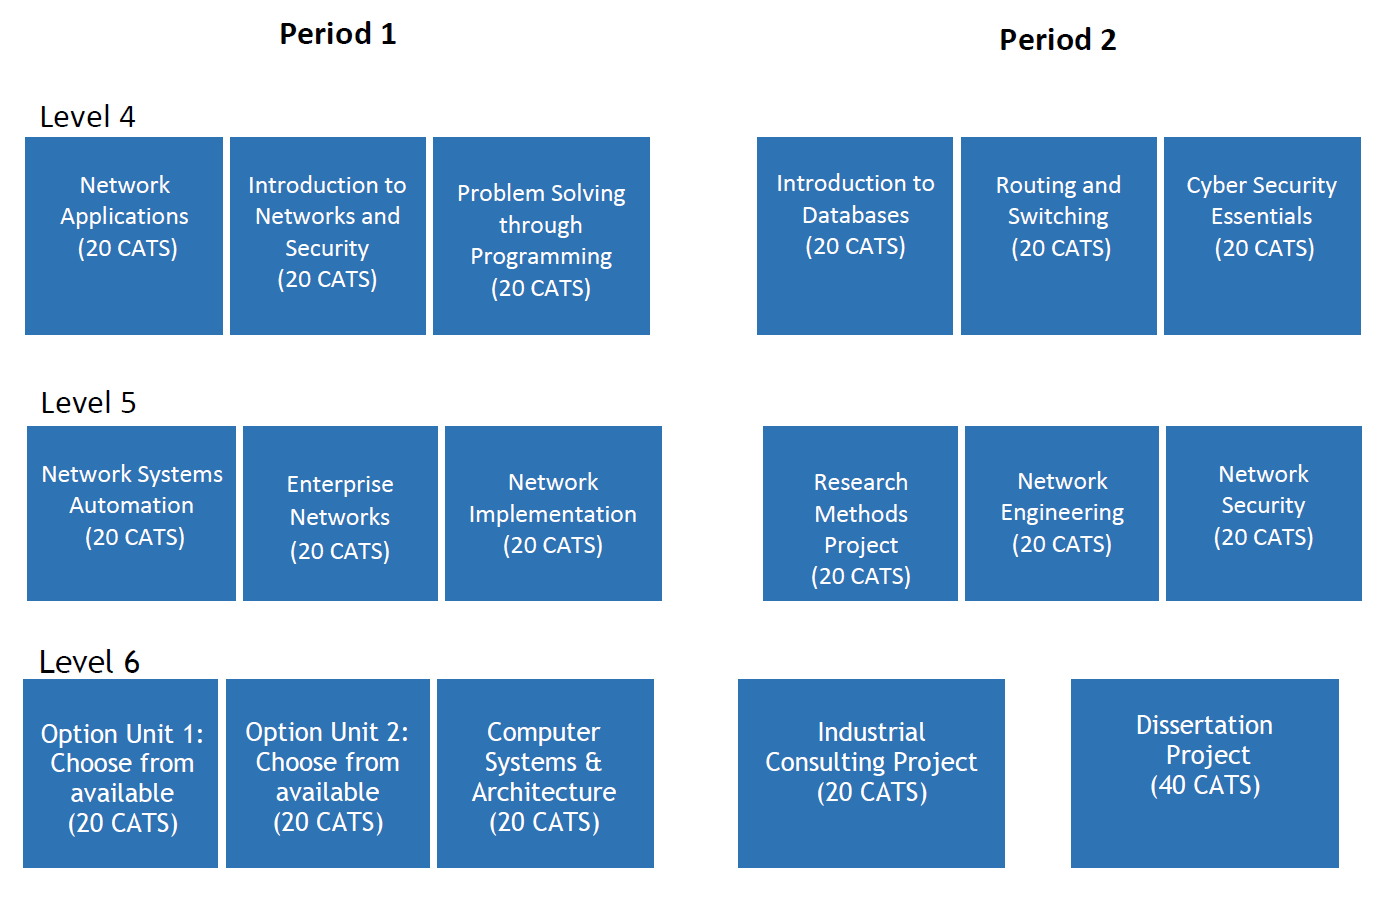 Period 1
Period 2
Level 4
Network
Applications
(20 CATS)
Introduction to
Networks and
Security
(20 CATS)
Problem Solving
through
Programming
(20 CATS)
Introduction to
Databases
(20 CATS)
Routing and
Switching
(20 CATS)
Cyber Security
Essentials
(20 CATS)
Level 5
Network Systems
Automation
(20 CATS)
Enterprise
Networks
(20 CATS)
Network
Implementation
(20 CATS)
Research
Methods
Project
(20 CATS)
Network
Engineering
(20 CATS)
Network
Security
(20 CATS)
Level 6
Option Unit 1:
Choose from
available
(20 CATS)
Option Unit 2:
Choose from
available
(20 CATS)
Computer
Systems &
Architecture
(20 CATS)
Industrial
Consulting Project
(20 CATS)
Dissertation
Project
(40 CATS)